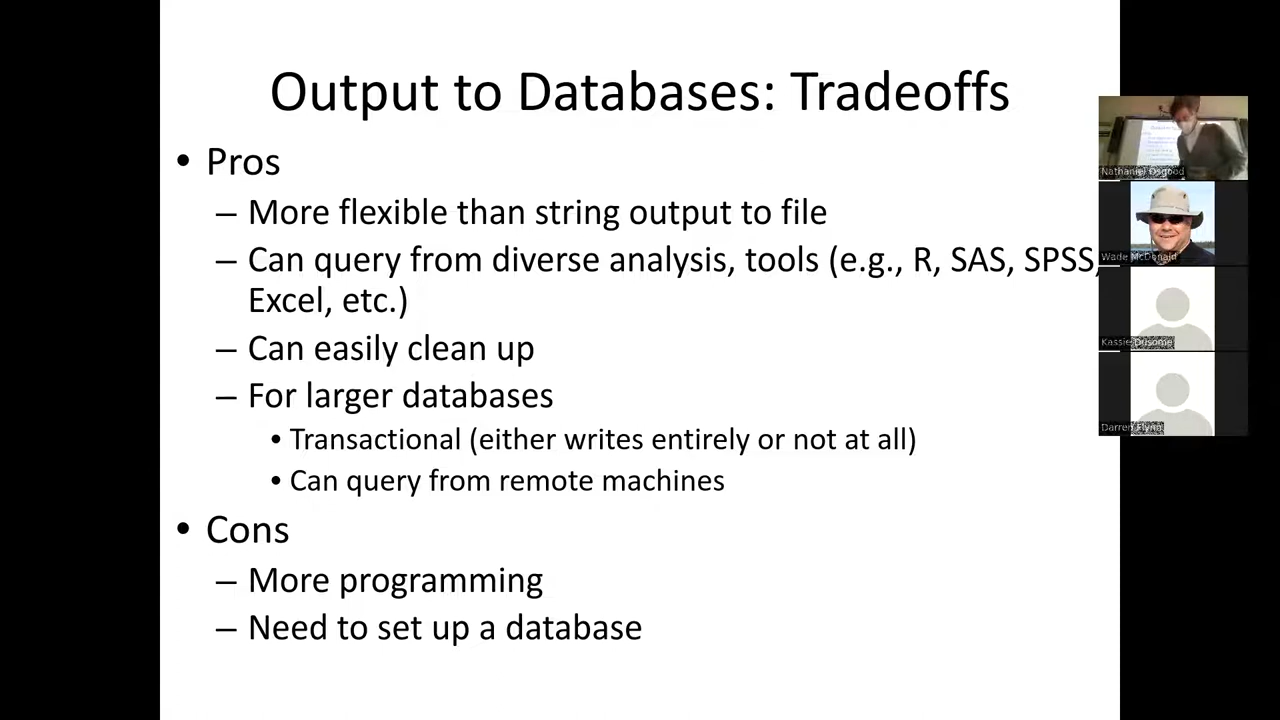 Output to Databases: Tradeoffs
• Pros
– More flexible than string output to file
– Can query from diverse analysis, tools (e.g., R, SAS, SPSS,
Excel, etc.)
– Can easily clean up
– For larger databases
• Transactional (either writes entirely or not at all)
• Can query from remote machines
• Cons
– More programming
– Need to set up a database
Nathaniel Osgood
Wade McDonald
Kassie Dusome
Darren Flynn